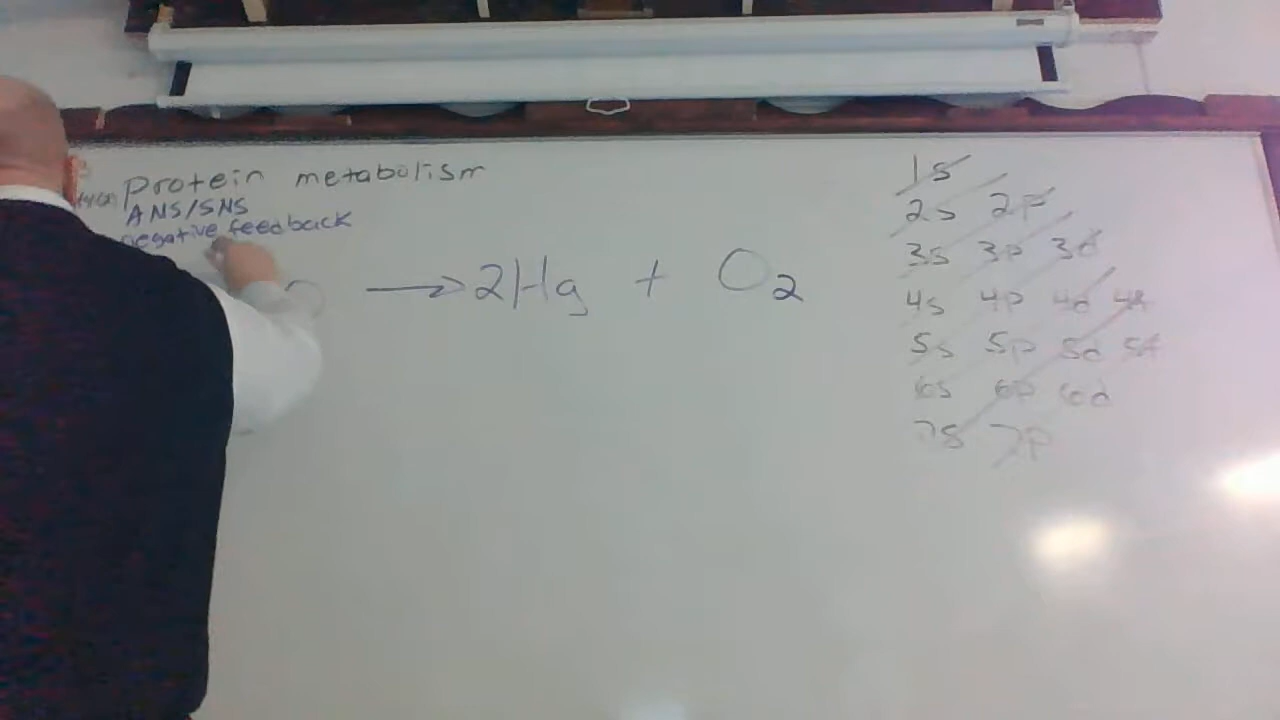 Protein metabolism
ANS/SNS
negative feedback
→ 2Hg + O2
1s
2s 2p
3s 3p 3d
4s 4p 4d 4f
5s 5p 5d 5f
6s 6p 6d
7s 7p